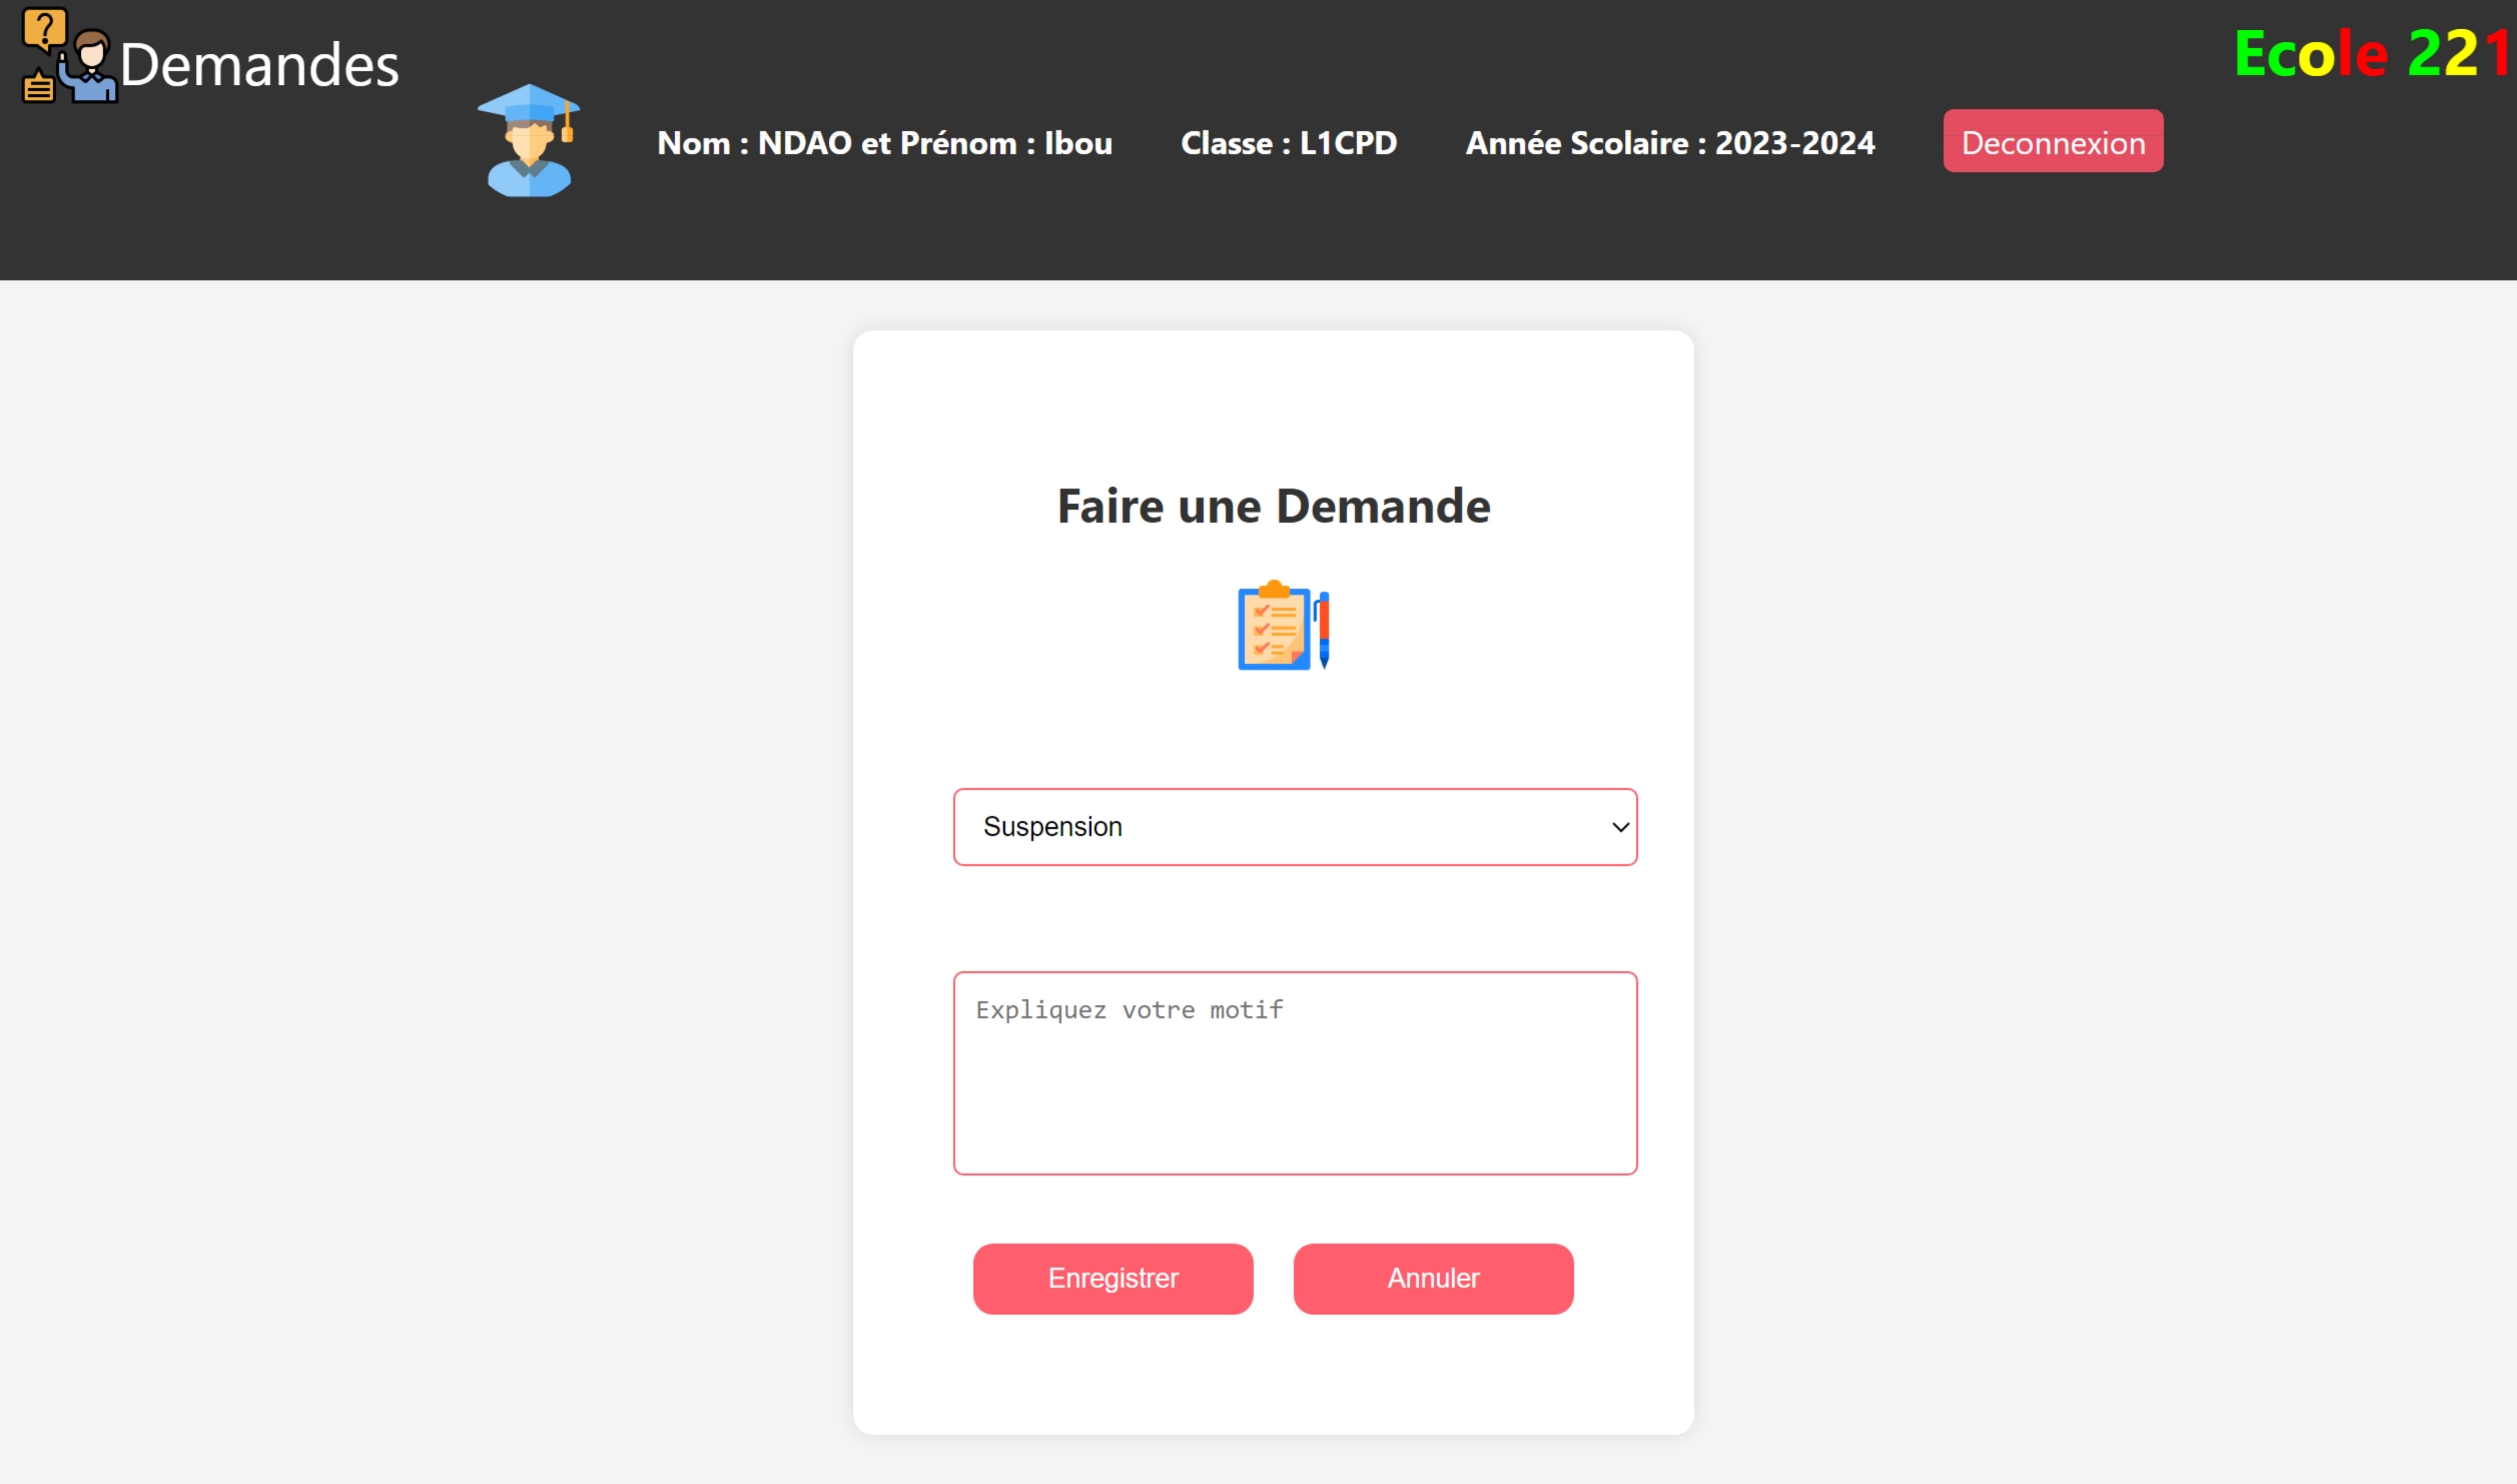 ?
Demandes
Ecole 221
Nom : NDAO et Prénom : Ibou
Classe : L1CPD
Année Scolaire : 2023-2024
Deconnexion
Faire une Demande
Suspension
Expliquez votre motif
Enregistrer
Annuler